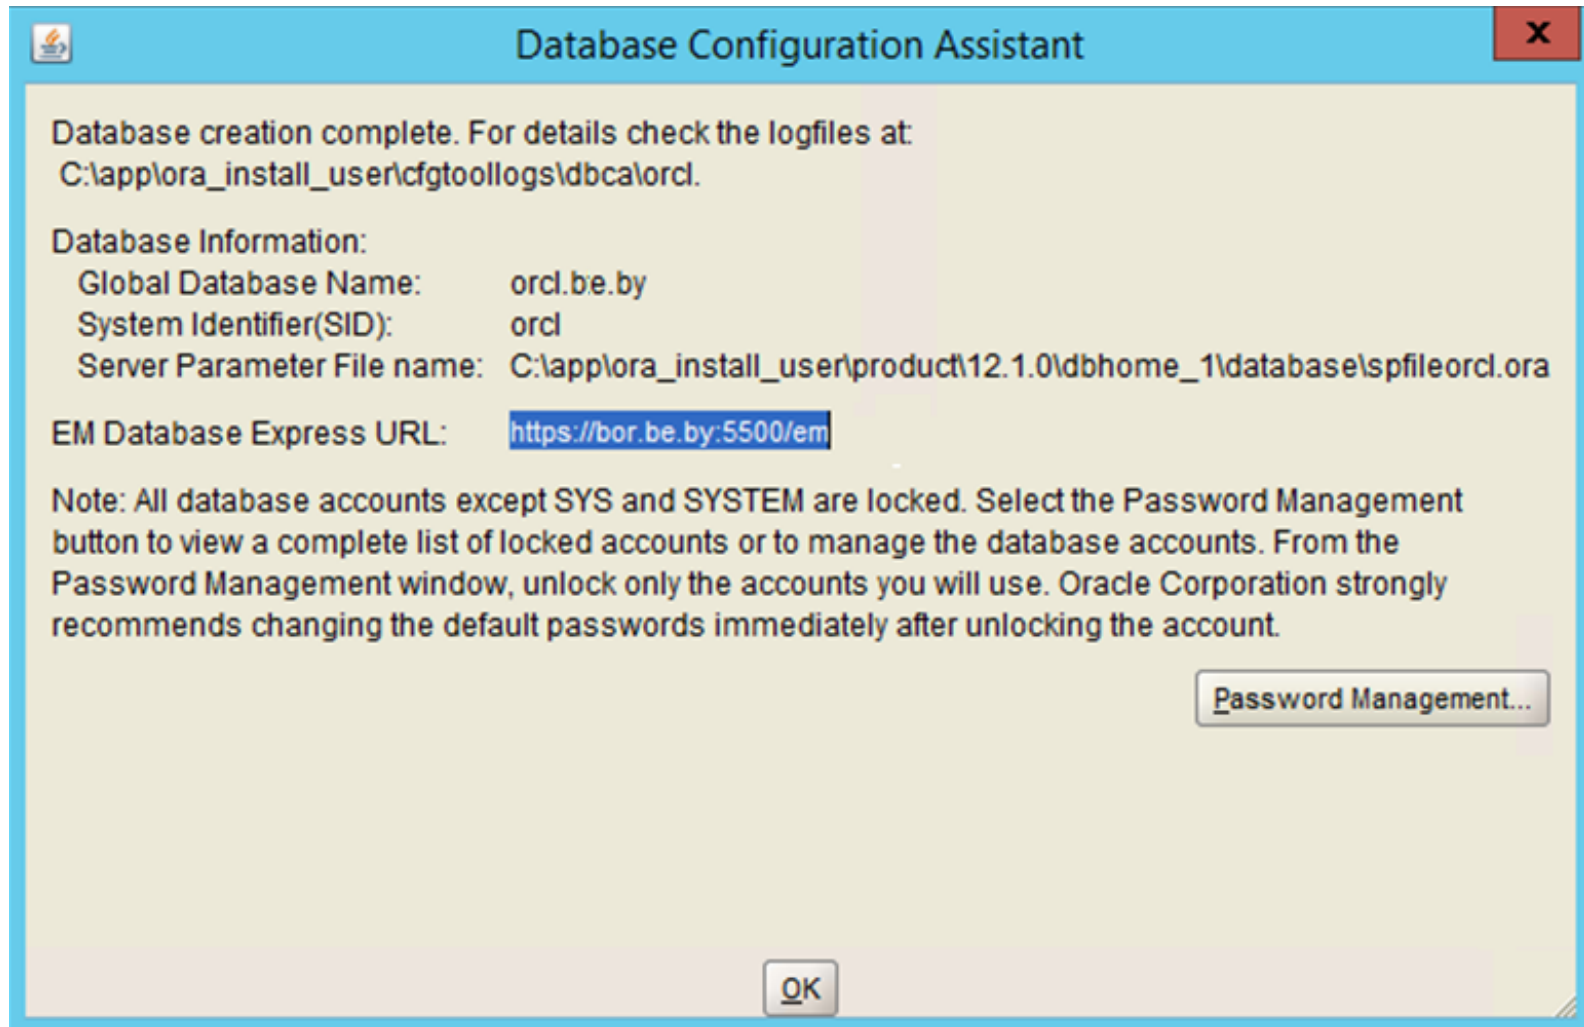 Database Configuration Assistant
x
Database creation complete. For details check the logfiles at:
C:\app\ora_install_user\cfgtoollogs\dbca\orcl.
Database Information:
Global Database Name: orcl.be.by
System Identifier(SID): orcl
Server Parameter File name: C:\app\ora_install_user\product\12.1.0\dbhome_1\database\spfileorcl.ora
EM Database Express URL: https://bor.be.by:5500/em
Note: All database accounts except SYS and SYSTEM are locked. Select the Password Management
button to view a complete list of locked accounts or to manage the database accounts. From the
Password Management window, unlock only the accounts you will use. Oracle Corporation strongly
recommends changing the default passwords immediately after unlocking the account.
Password Management...
OK